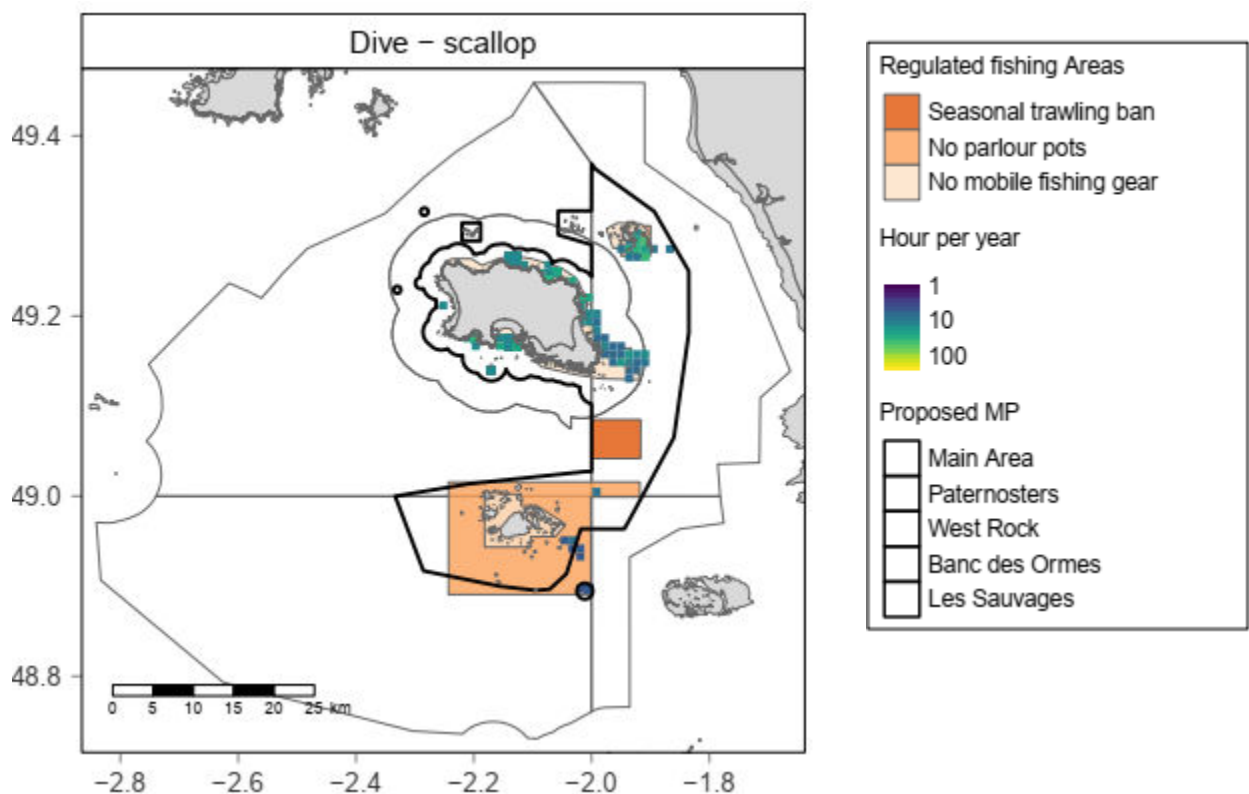 Dive − scallop
49.4
49.2
49.0
48.8
0 5 10 15 20 25 km
−2.8 −2.6 −2.4 −2.2 −2.0 −1.8
Regulated fishing Areas
Seasonal trawling ban
No parlour pots
No mobile fishing gear
Hour per year
1
10
100
Proposed MP
Main Area
Paternosters
West Rock
Banc des Ormes
Les Sauvages